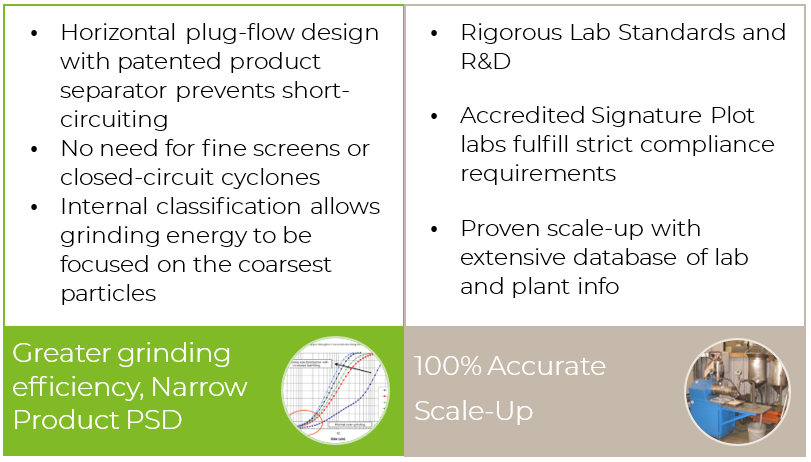 • Horizontal plug-flow design
with patented product
separator prevents short-
circuiting
• No need for fine screens or
closed-circuit cyclones
• Internal classification allows
grinding energy to be
focused on the coarsest
particles
Greater grinding
efficiency, Narrow
Product PSD
• Rigorous Lab Standards and
R&D
• Accredited Signature Plot
labs fulfill strict compliance
requirements
• Proven scale-up with
extensive database of lab
and plant info
100% Accurate
Scale-Up